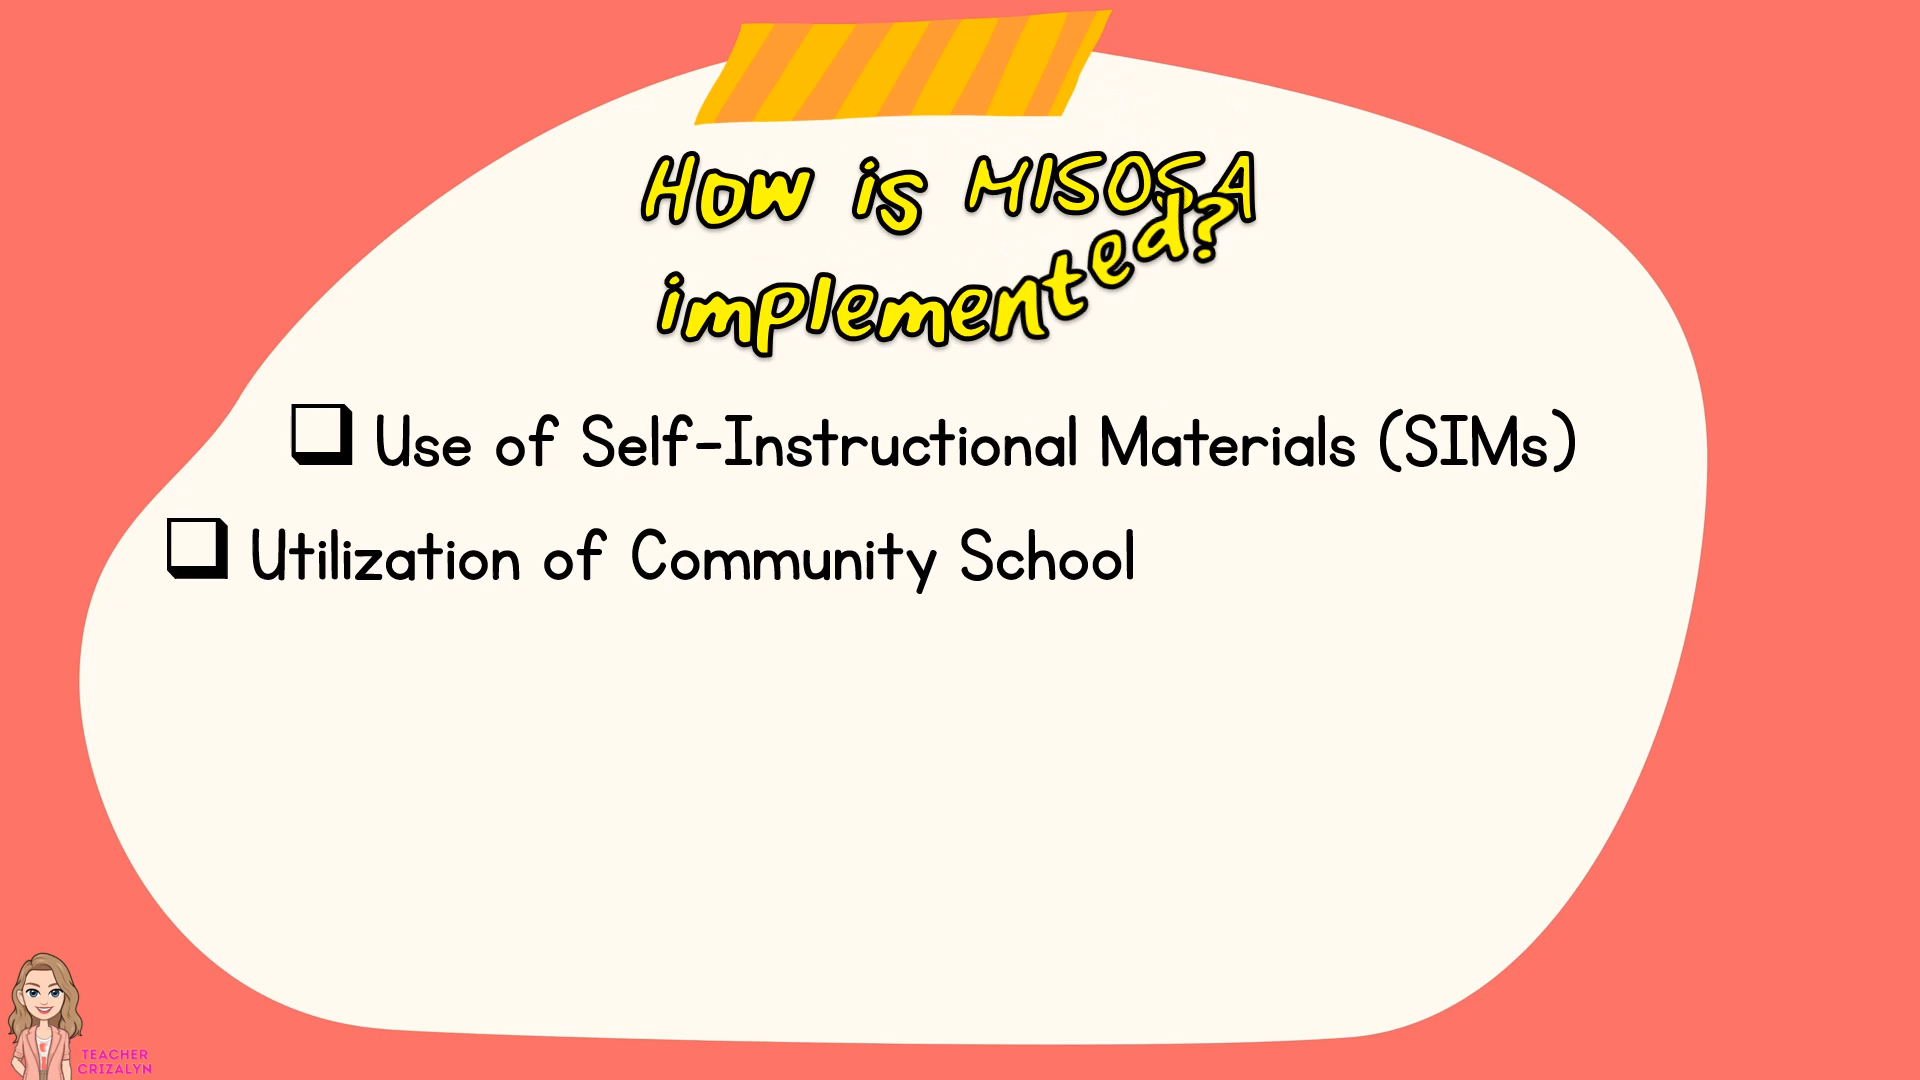 How is MISOSA
implemented?
❑ Use of Self-Instructional Materials (SIMs)
❑ Utilization of Community School
TEACHER
CRIZALYN